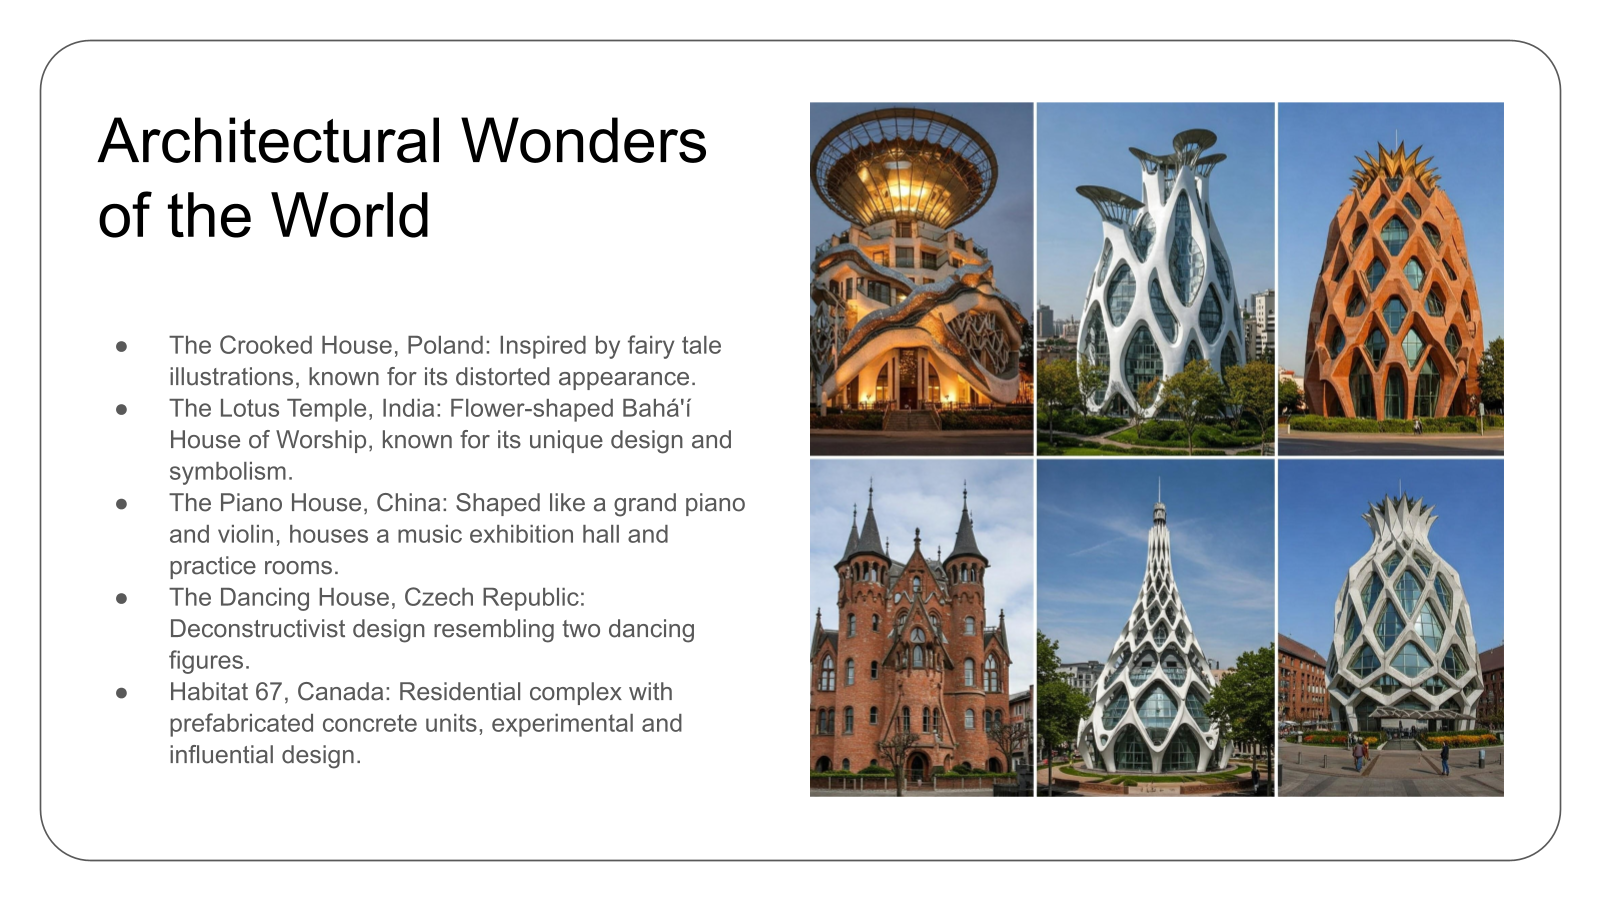 Architectural Wonders
of the World
● The Crooked House, Poland: Inspired by fairy tale
illustrations, known for its distorted appearance.
● The Lotus Temple, India: Flower-shaped Bahá'í
House of Worship, known for its unique design and
symbolism.
● The Piano House, China: Shaped like a grand piano
and violin, houses a music exhibition hall and
practice rooms.
● The Dancing House, Czech Republic:
Deconstructivist design resembling two dancing
figures.
● Habitat 67, Canada: Residential complex with
prefabricated concrete units, experimental and
influential design.